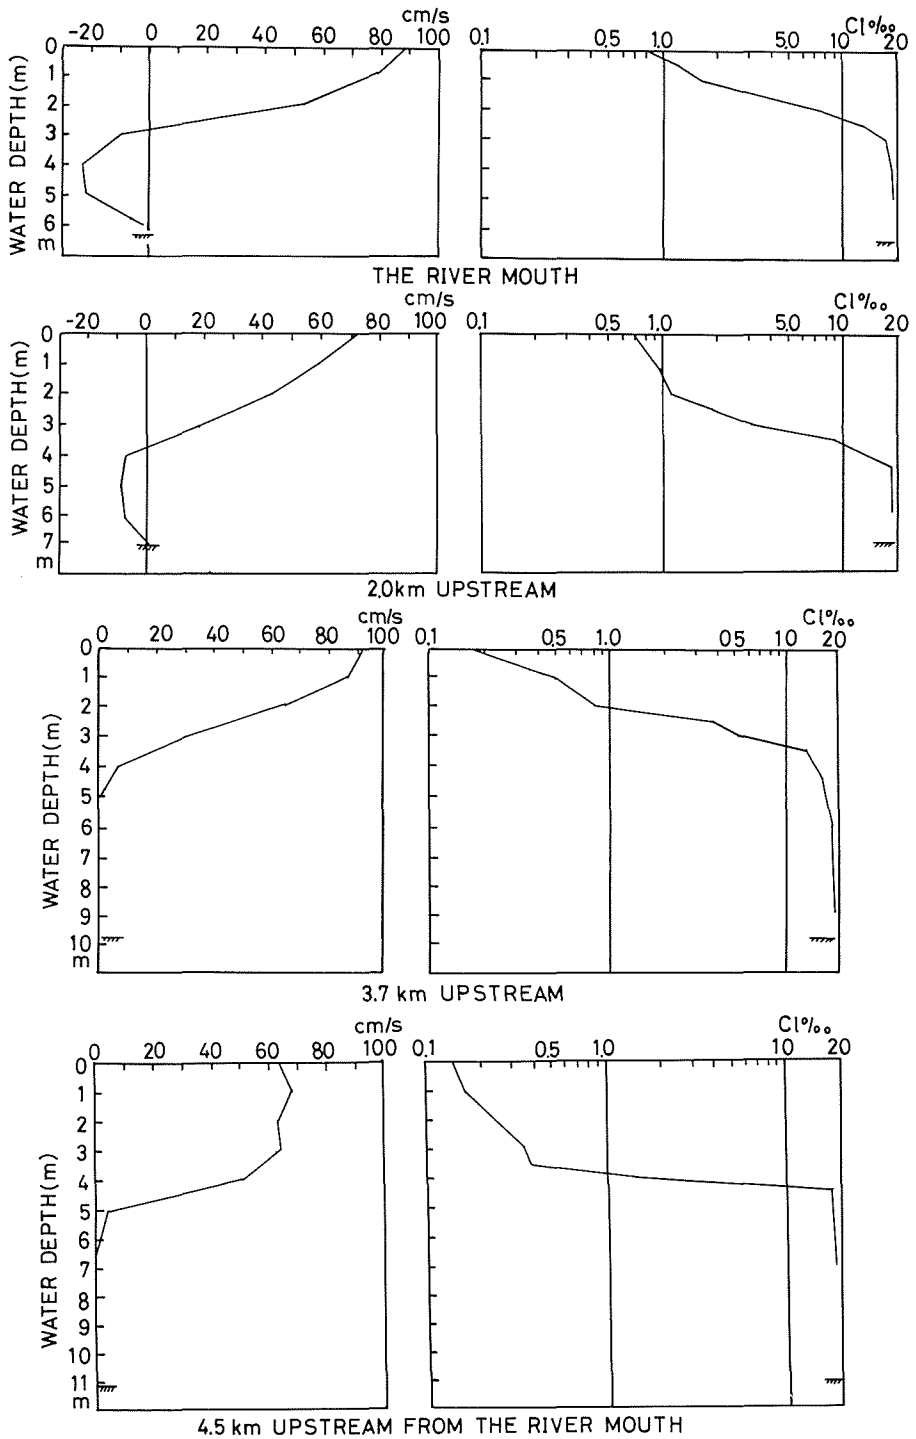 cm/s
-20 0 20 40 60 80 100
WATER DEPTH(m)
0
1
2
3
4
5
6
m
Cl‰
0.1 0.5 1.0 5.0 10 20
THE RIVER MOUTH
cm/s
-20 0 20 40 60 80 100
WATER DEPTH(m)
0
1
2
3
4
5
6
7
m
Cl‰
0.1 0.5 1.0 5.0 10 20
2.0km UPSTREAM
cm/s
0 20 40 60 80 100
WATER DEPTH(m)
0
1
2
3
4
5
6
7
8
9
10
m
Cl‰
0.1 0.5 1.0 0.5 10 20
3.7 km UPSTREAM
cm/s
0 20 40 60 80 100
WATER DEPTH(m)
0
1
2
3
4
5
6
7
8
9
10
11
m
Cl‰
0.1 0.5 1.0 10 20
4.5 km UPSTREAM FROM THE RIVER MOUTH